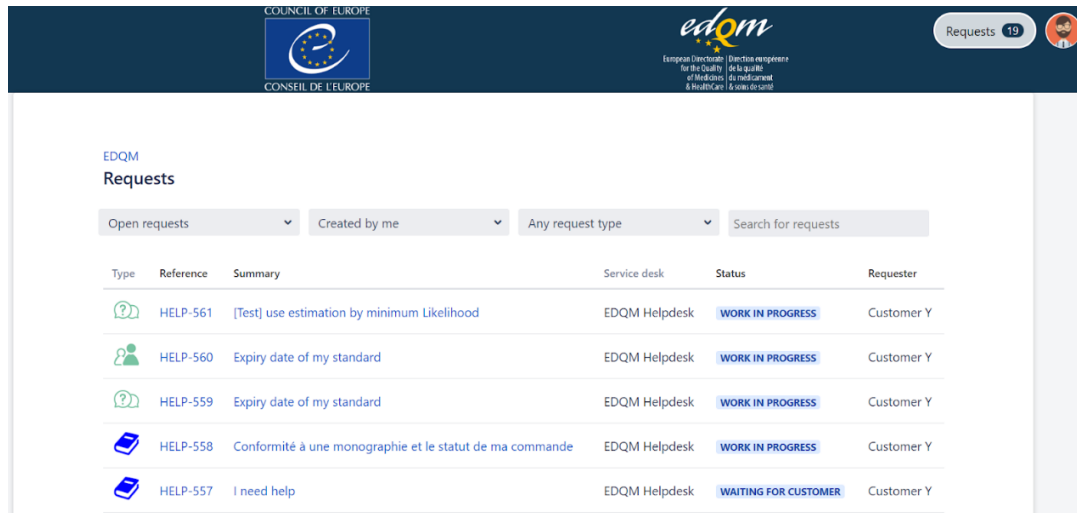 COUNCIL OF EUROPE
CONSEIL DE L'EUROPE
edqm
European Directorate | Direction européenne
for the Quality | de la qualité
of Medicines | du médicament
& HealthCare | & soins de santé
Requests 19
EDQM
Requests
Open requests Created by me Any request type Search for requests
Type Reference Summary Service desk Status Requester
HELP-561 [Test] use estimation by minimum Likelihood EDQM Helpdesk WORK IN PROGRESS Customer Y
HELP-560 Expiry date of my standard EDQM Helpdesk WORK IN PROGRESS Customer Y
HELP-559 Expiry date of my standard EDQM Helpdesk WORK IN PROGRESS Customer Y
HELP-558 Conformité à une monographie et le statut de ma commande EDQM Helpdesk WORK IN PROGRESS Customer Y
HELP-557 I need help EDQM Helpdesk WAITING FOR CUSTOMER Customer Y